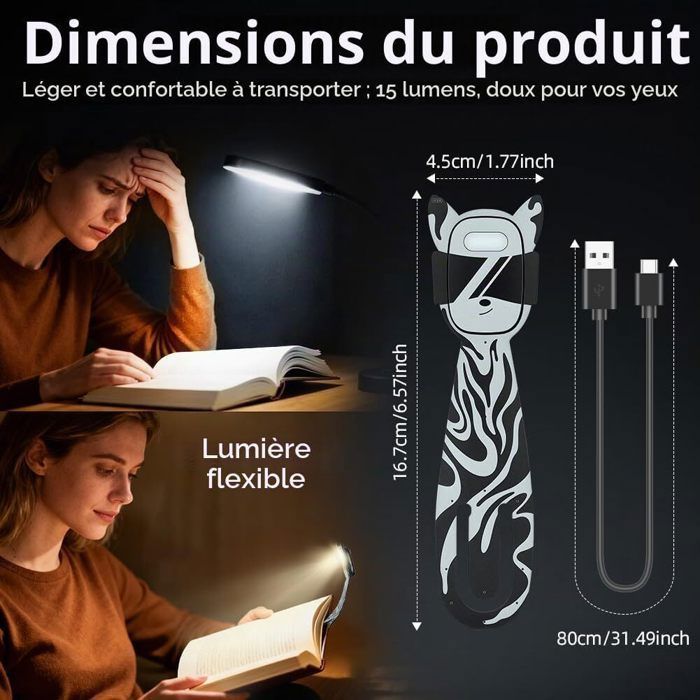 Dimensions du produit
Léger et confortable à transporter ; 15 lumens, doux pour vos yeux
4.5cm/1.77inch
16.7cm/6.57inch
Lumière
flexible
80cm/31.49inch